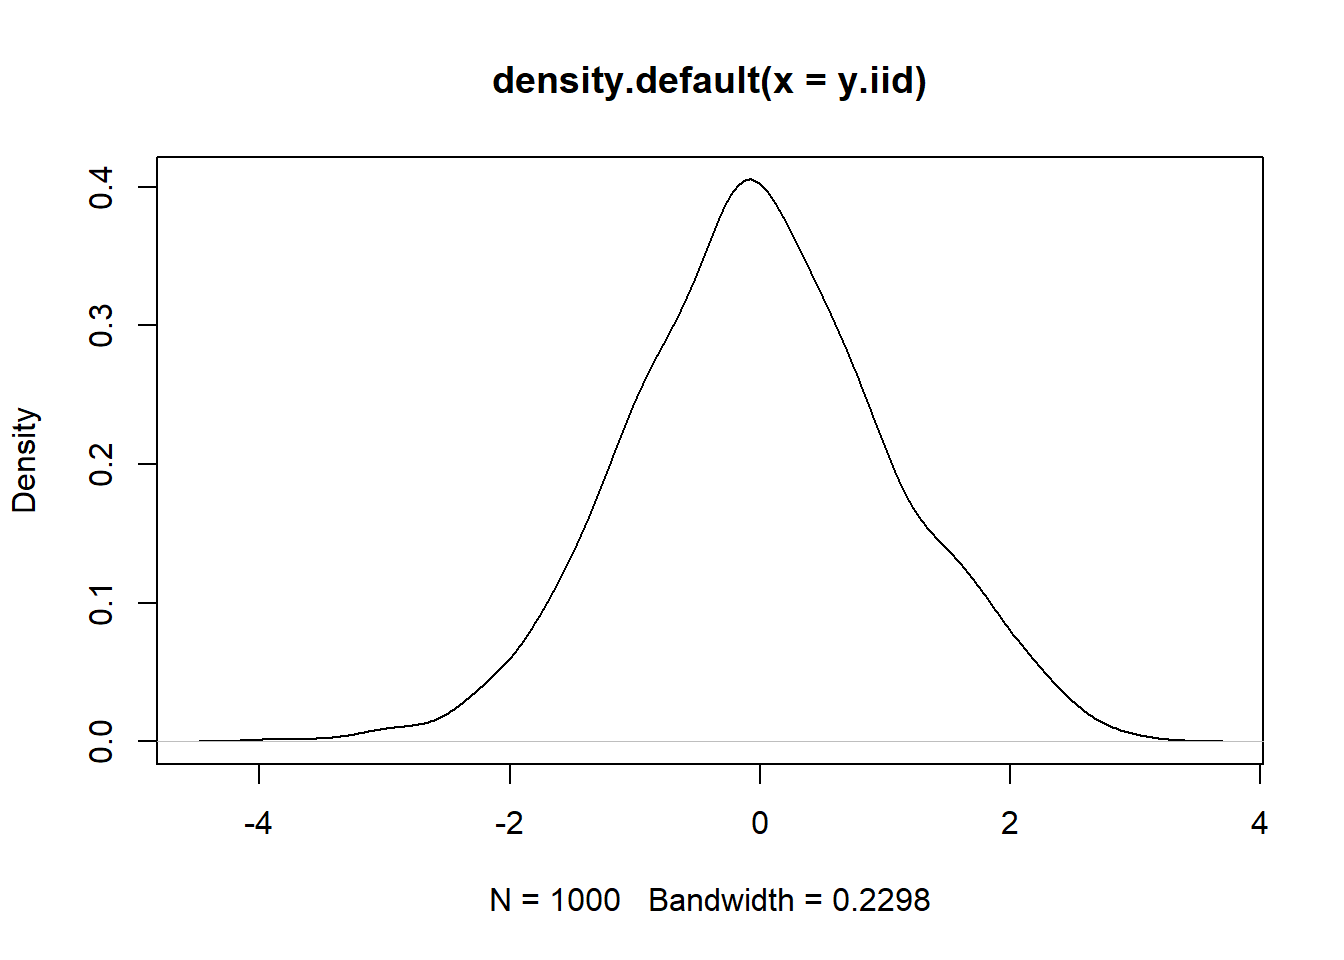 density.default(x = y.iid)
Density
0.4
0.3
0.2
0.1
0.0
-4 -2 0 2 4
N = 1000 Bandwidth = 0.2298